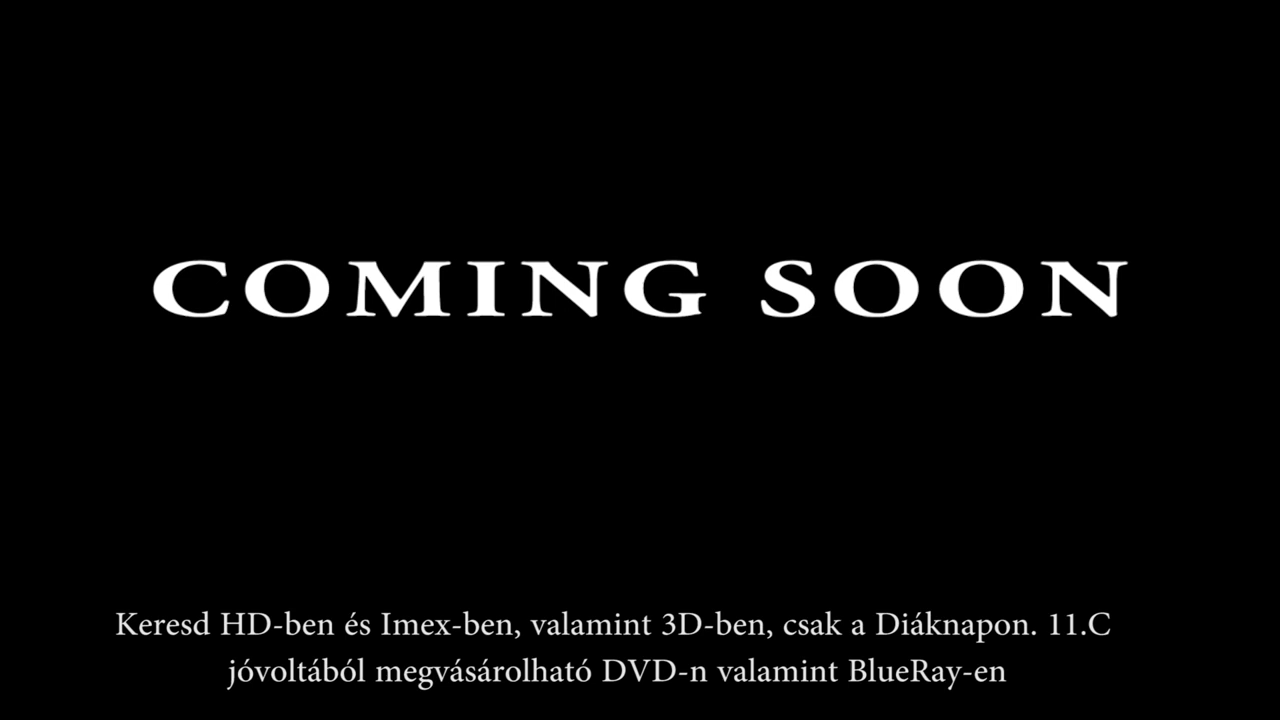 COMING SOON
Keresd HD-ben és Imex-ben, valamint 3D-ben, csak a Diáknapon. 11.C
jóvoltából megvásárolható DVD-n valamint BlueRay-en